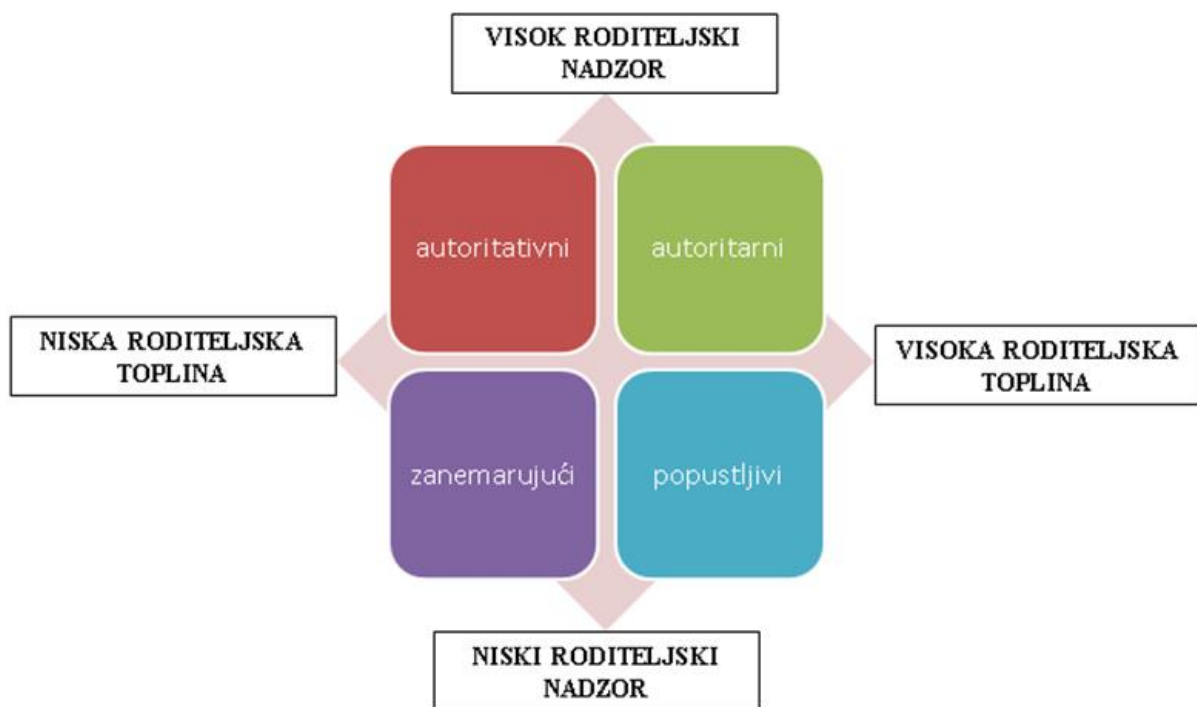 VISOK RODITELJSKI
NADZOR
autoritativni
autoritarni
NISKA RODITELJSKA
TOPLINA
VISOKA RODITELJSKA
TOPLINA
zanemarujući
popustljivi
NISKI RODITELJSKI
NADZOR